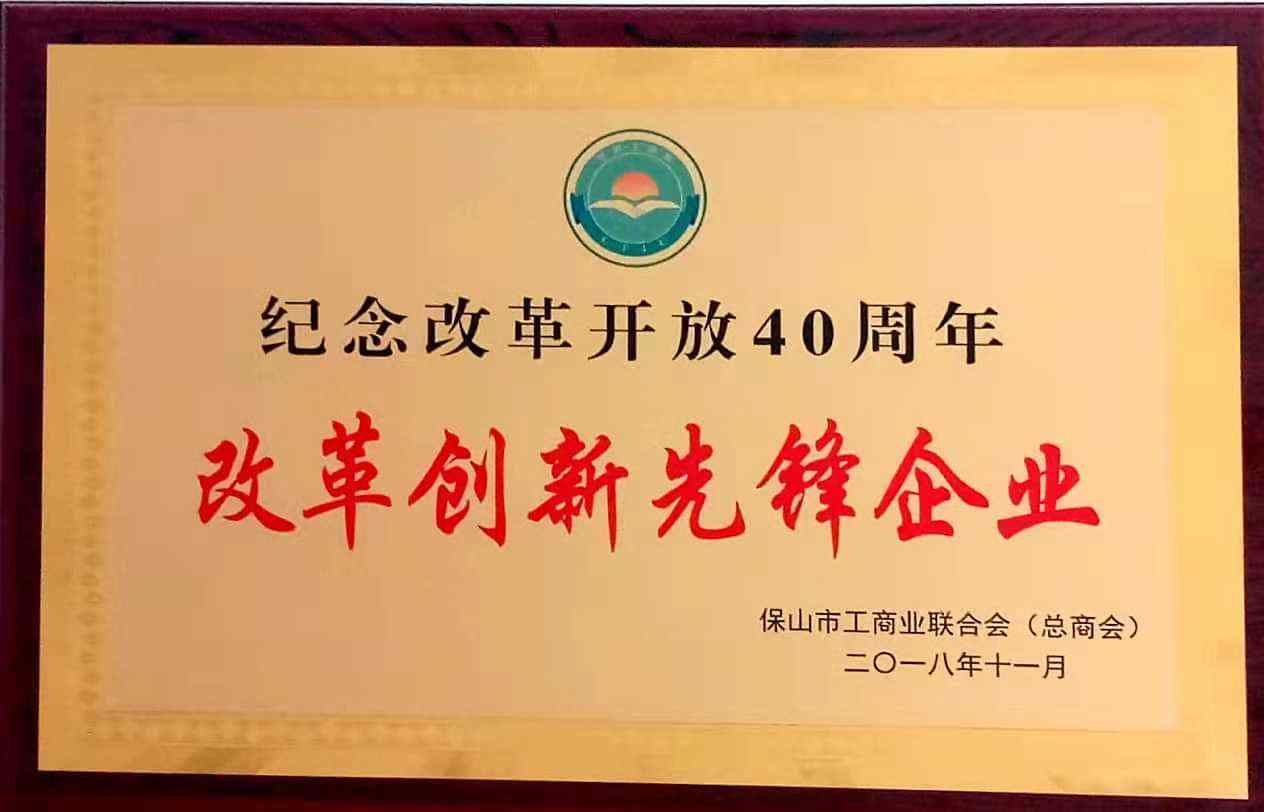 纪念改革开放40周年
改革创新先锋企业
保山市工商业联合会（总商会）
二〇一八年十一月